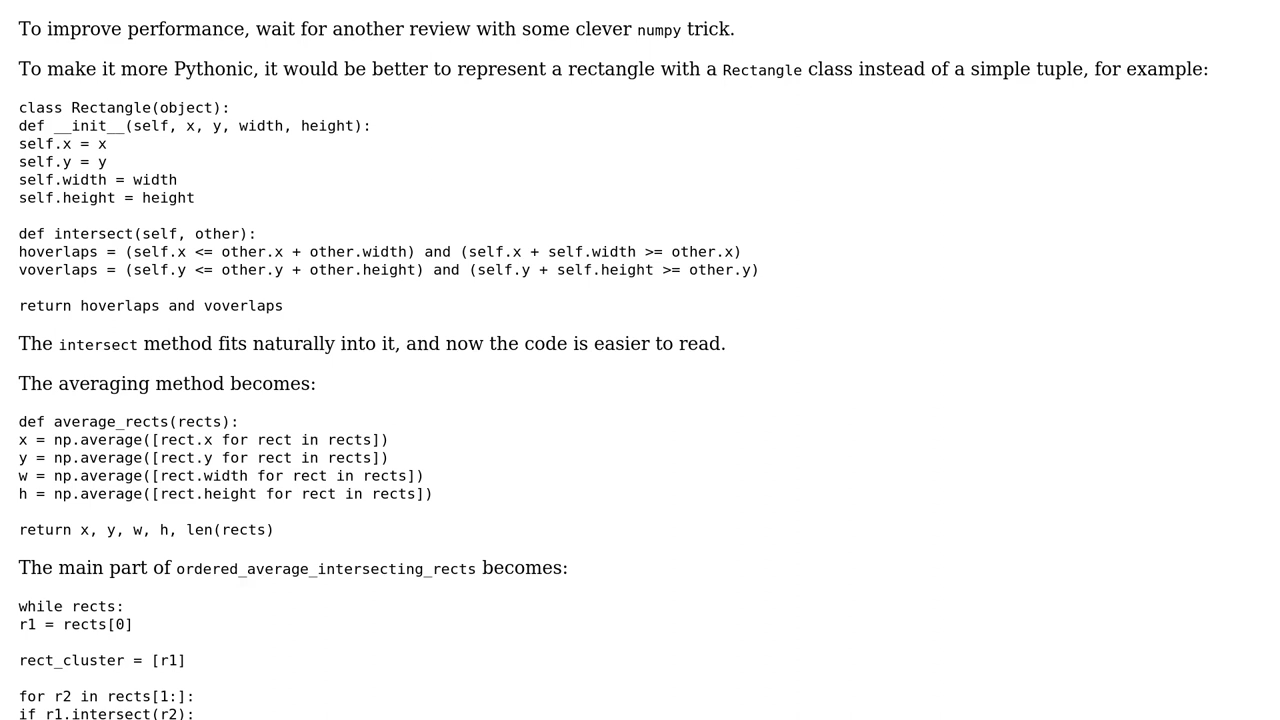 To improve performance, wait for another review with some clever numpy trick.
To make it more Pythonic, it would be better to represent a rectangle with a Rectangle class instead of a simple tuple, for example:
class Rectangle(object):
def __init__(self, x, y, width, height):
self.x = x
self.y = y
self.width = width
self.height = height
def intersect(self, other):
hoverlaps = (self.x <= other.x + other.width) and (self.x + self.width >= other.x)
voverlaps = (self.y <= other.y + other.height) and (self.y + self.height >= other.y)
return hoverlaps and voverlaps
The intersect method fits naturally into it, and now the code is easier to read.
The averaging method becomes:
def average_rects(rects):
x = np.average([rect.x for rect in rects])
y = np.average([rect.y for rect in rects])
w = np.average([rect.width for rect in rects])
h = np.average([rect.height for rect in rects])
return x, y, w, h, len(rects)
The main part of ordered_average_intersecting_rects becomes:
while rects:
r1 = rects[0]
rect_cluster = [r1]
for r2 in rects[1:]:
if r1.intersect(r2):